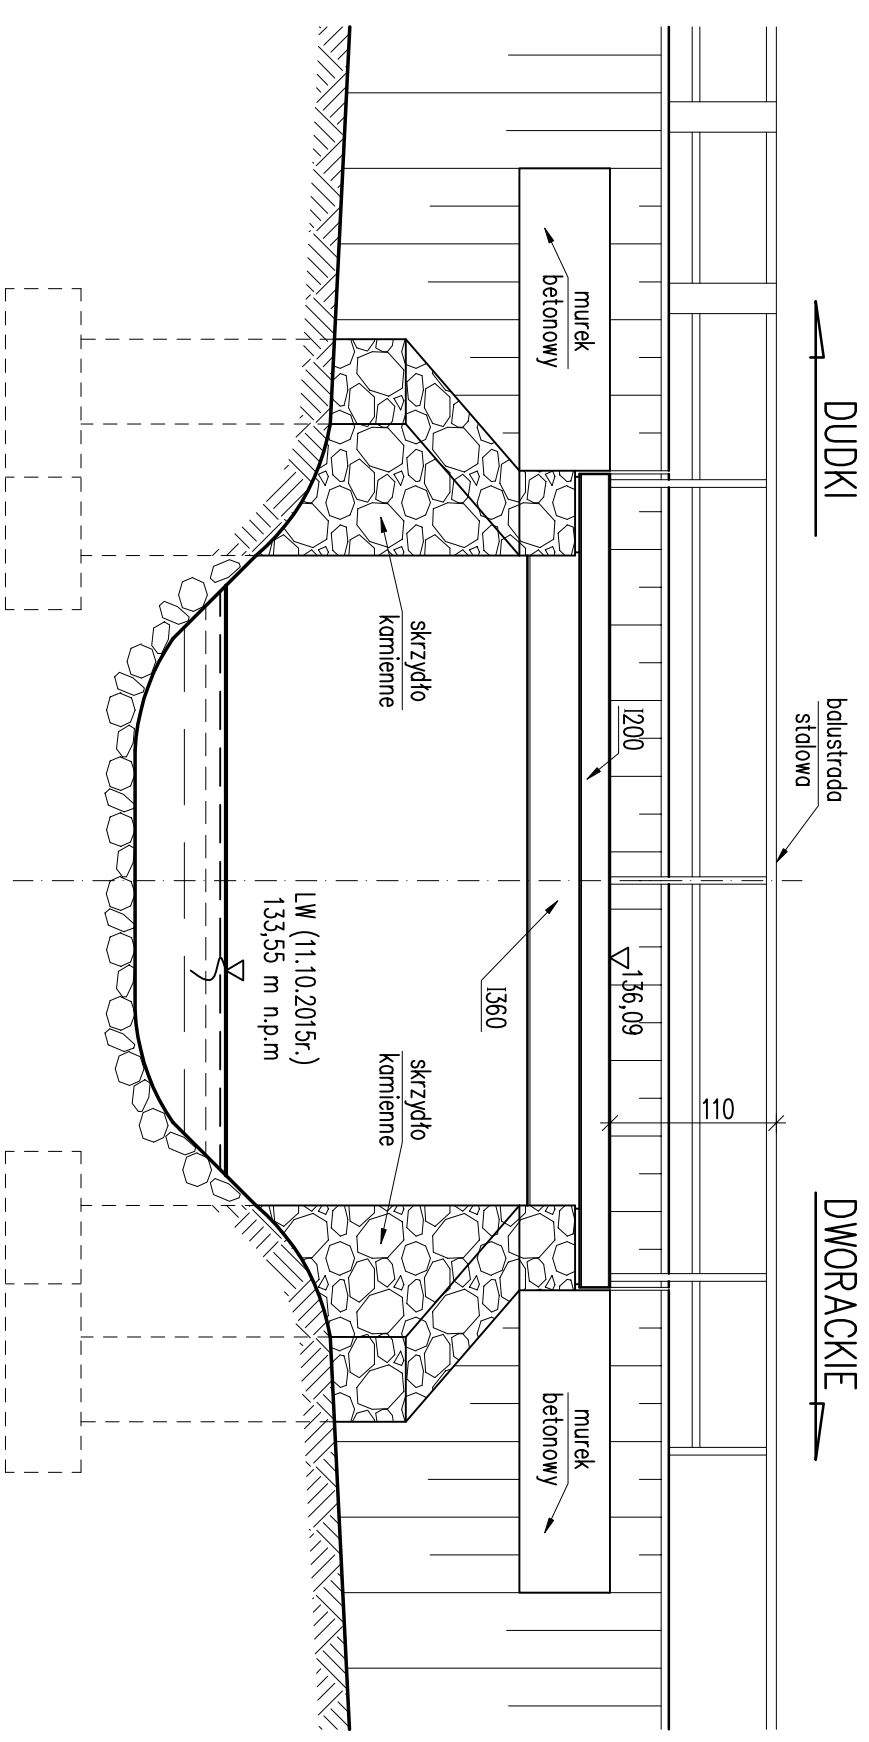 DUDKI
DWORACKIE
balustrada
stalowa
110
136,09
I200
murek
betonowy
murek
betonowy
I360
skrzydło
kamienne
skrzydło
kamienne
LW (11.10.2015r.)
133,55 m n.p.m